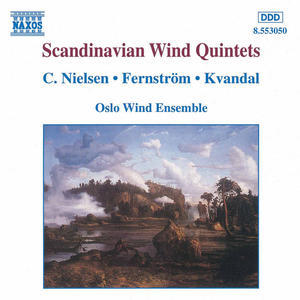 NAXOS
DDD
8.553050
Scandinavian Wind Quintets
C. Nielsen • Fernström • Kvandal
Oslo Wind Ensemble